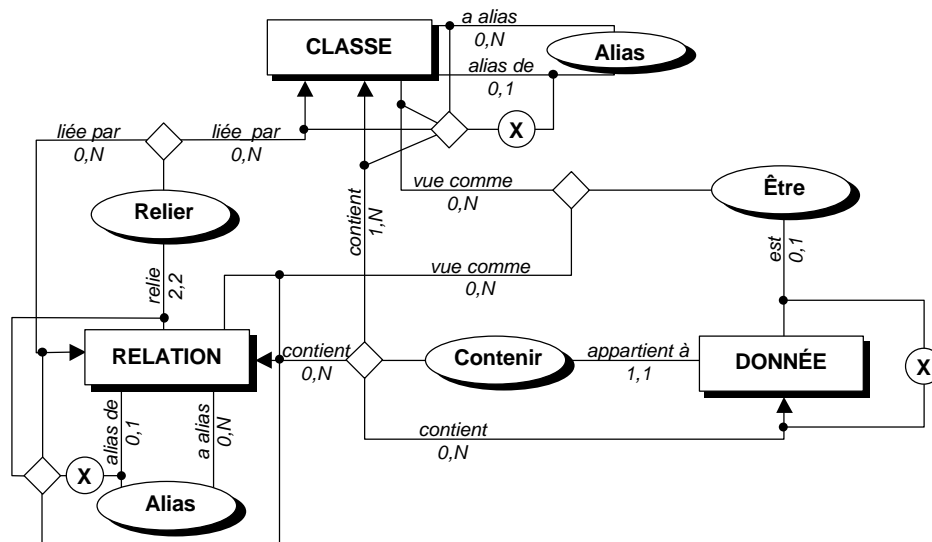 a alias
0,N
CLASSE
Alias
alias de
0,1
X
liée par
0,N
liée par
0,N
vue comme
0,N
Être
Relier
contient
1,N
est
0,1
relie
2,2
vue comme
0,N
RELATION
contient
0,N
Contenir
appartient à
1,1
DONNÉE
X
alias de
0,1
a alias
0,N
contient
0,N
X
Alias